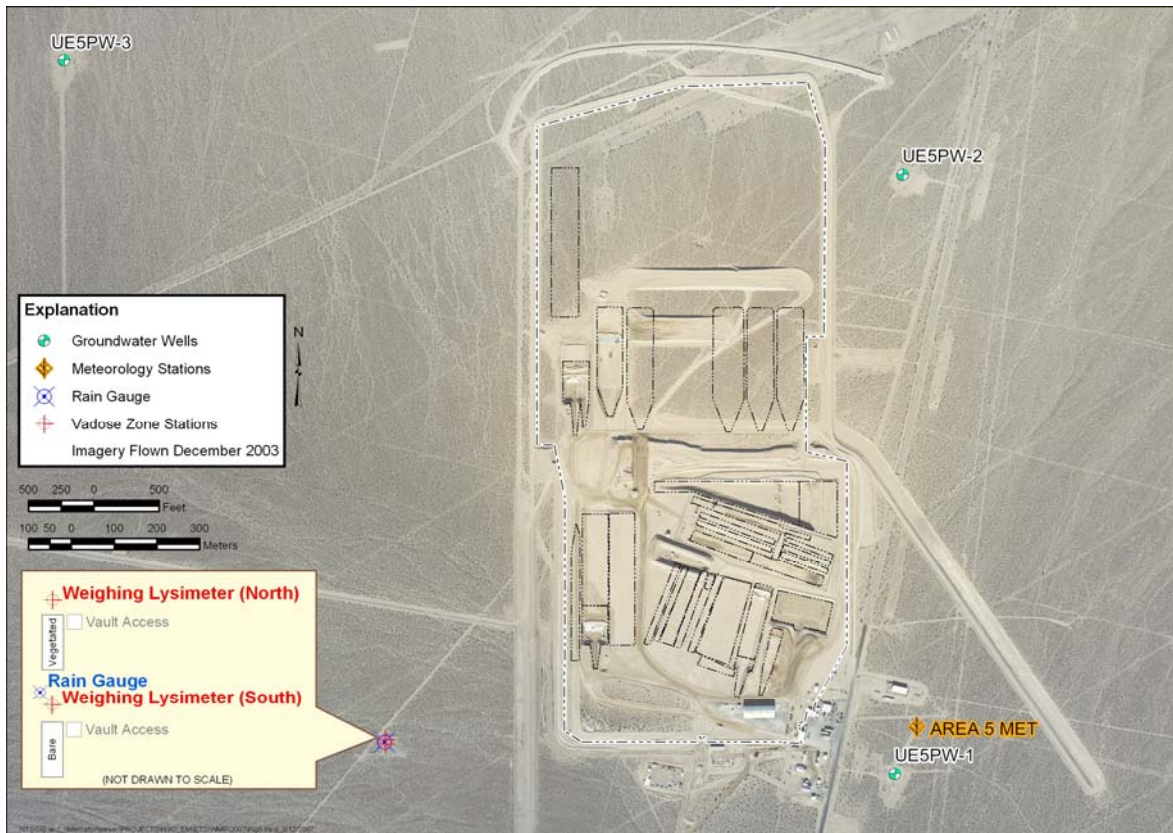 UE5PW-3
UE5PW-2
Explanation
Groundwater Wells
Meteorology Stations
Rain Gauge
Vadose Zone Stations
Imagery Flown December 2003
N
500 250 0 500
Feet
100 50 0 100 200 300
Meters
Weighing Lysimeter (North)
Vault Access
Vegetated
Rain Gauge
Weighing Lysimeter (South)
Vault Access
Bare
(NOT DRAWN TO SCALE)
AREA 5 MET
UE5PW-1